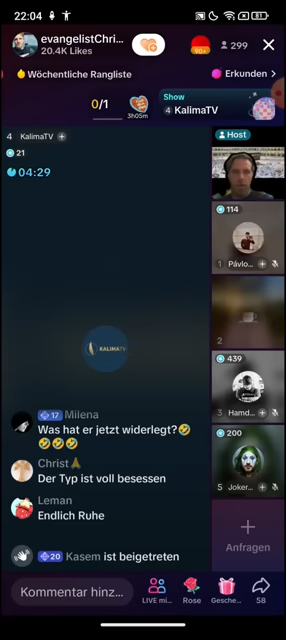 22:04
81
evangelistChri...
20.4K Likes
90+
299
Wöchentliche Rangliste
Erkunden >
0/1
3h05m
Show
4 KalimaTV
4 KalimaTV +
21
04:29
Host
114
1 Pávlo...
2
439
3 Hamd...
200
5 Joker...
KALIMATV
17 Milena
Was hat er jetzt widerlegt?🤣
🤣🤣🤣
Christ🙏
Der Typ ist voll besessen
Leman
Endlich Ruhe
20 Kasem ist beigetreten
+
Anfragen
Kommentar hinz...
LIVE mi...
Rose
Gesche...
58